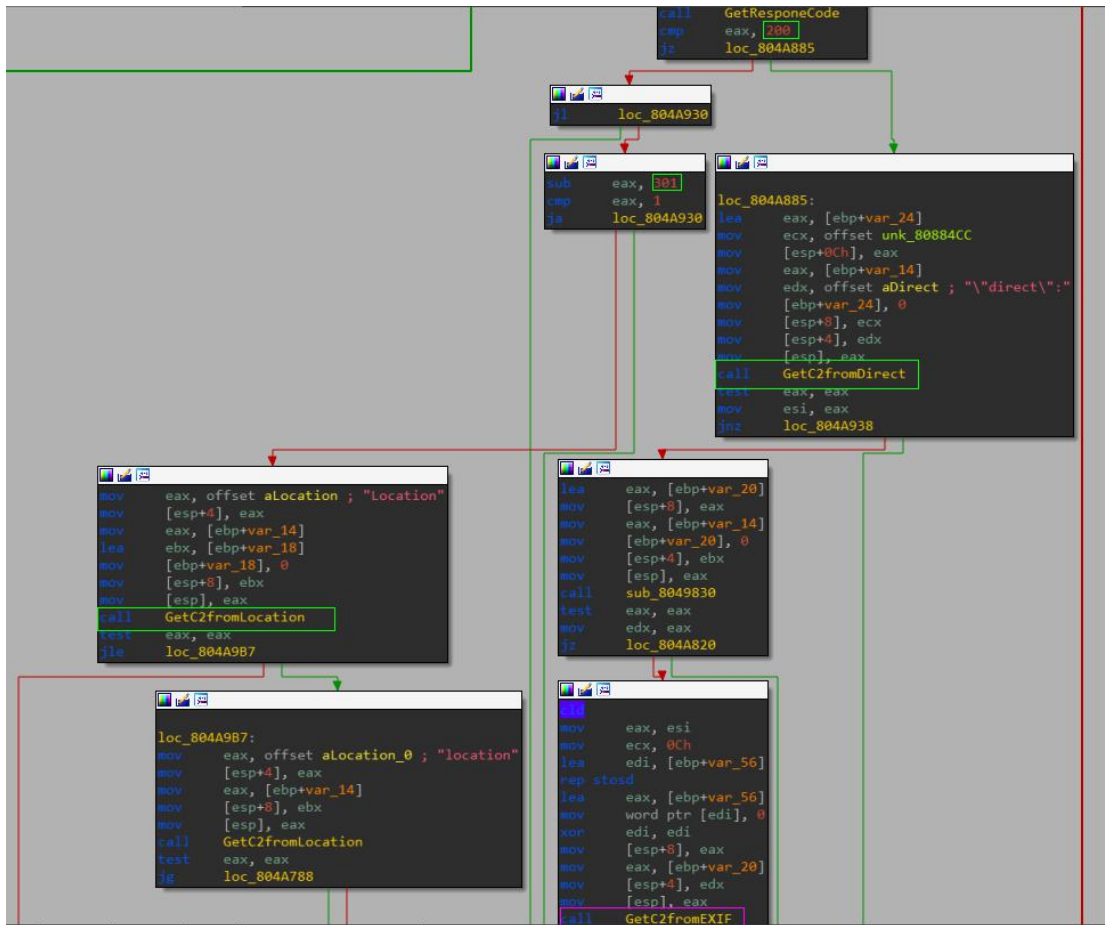 call GetResponeCode
cmp eax, 200
jz loc_804A885
jl loc_804A930
sub eax, 301
cmp eax, 1
ja loc_804A930
loc_804A885:
lea eax, [ebp+var_24]
mov ecx, offset unk_80884CC
mov [esp+0Ch], eax
mov eax, [ebp+var_14]
mov edx, offset aDirect ; "\"direct\":"
mov [ebp+var_24], 0
mov [esp+8], ecx
mov [esp+4], edx
mov [esp], eax
call GetC2fromDirect
test eax, eax
mov esi, eax
jnz loc_804A938
mov eax, offset aLocation ; "Location"
mov [esp+4], eax
mov eax, [ebp+var_14]
lea ebx, [ebp+var_18]
mov [ebp+var_18], 0
mov [esp+8], ebx
mov [esp], eax
call GetC2fromLocation
test eax, eax
jle loc_804A9B7
lea eax, [ebp+var_20]
mov [esp+8], eax
mov eax, [ebp+var_14]
mov [ebp+var_20], 0
mov [esp+4], ebx
mov [esp], eax
call sub_8049830
test eax, eax
mov edx, eax
jz loc_804A820
loc_804A9B7:
mov eax, offset aLocation_0 ; "location"
mov [esp+4], eax
mov eax, [ebp+var_14]
mov [esp+8], ebx
mov [esp], eax
call GetC2fromLocation
test eax, eax
jg loc_804A788
cld
mov eax, esi
mov ecx, 0Ch
lea edi, [ebp+var_56]
rep stosd
lea eax, [ebp+var_56]
mov word ptr [edi], 0
xor edi, edi
mov [esp+8], eax
mov eax, [ebp+var_20]
mov [esp+4], edx
mov [esp], eax
call GetC2fromEXIF